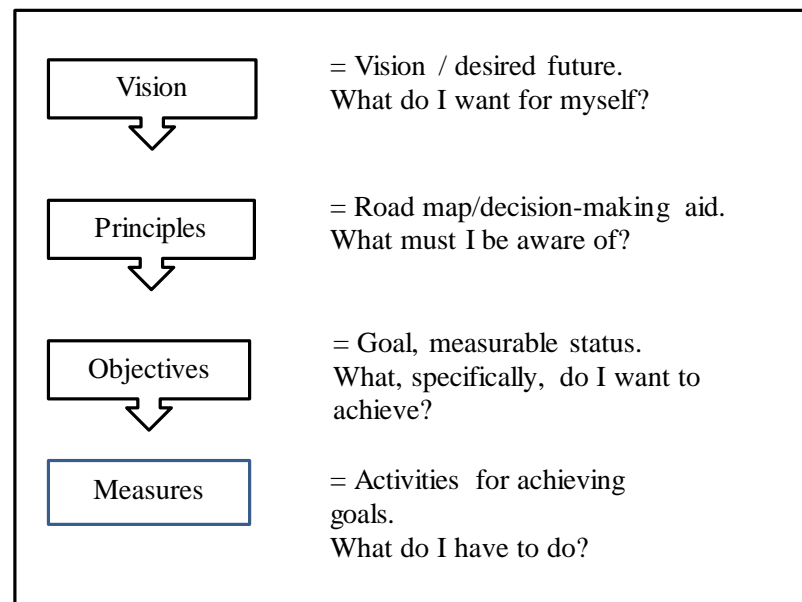 Vision
= Vision / desired future.
What do I want for myself?
Principles
= Road map/decision-making aid.
What must I be aware of?
Objectives
= Goal, measurable status.
What, specifically, do I want to
achieve?
Measures
= Activities for achieving
goals.
What do I have to do?